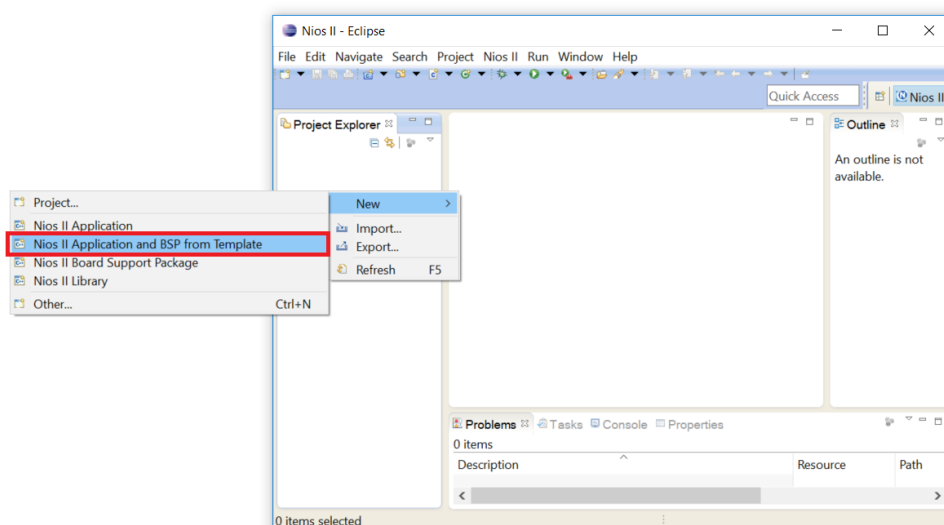 Nios II - Eclipse
File Edit Navigate Search Project Nios II Run Window Help
Quick Access
Nios II
Project Explorer
Outline
An outline is not
available.
Project...
Nios II Application
Nios II Application and BSP from Template
Nios II Board Support Package
Nios II Library
Other... Ctrl+N
New
Import...
Export...
Refresh F5
Problems Tasks Console Properties
0 items
Description Resource Path
0 items selected